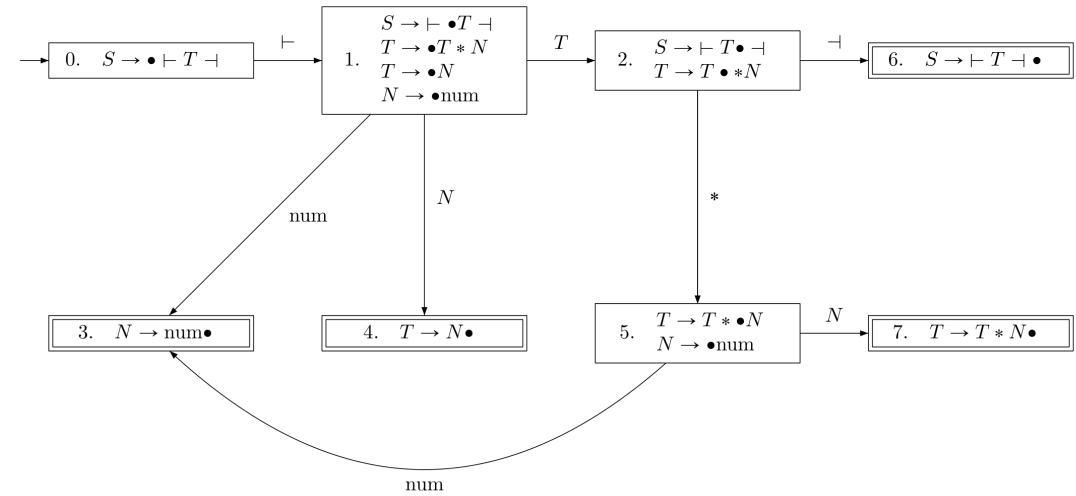 0. S → • ⊢ T ⊣
⊢
1.
S → ⊢ •T ⊣
T → •T ∗ N
T → •N
N → •num
T
2.
S → ⊢ T• ⊣
T → T • ∗N
⊣
6. S → ⊢ T ⊣ •
num
N
∗
3. N → num•
4. T → N•
5.
T → T ∗ •N
N → •num
N
7. T → T ∗ N•
num